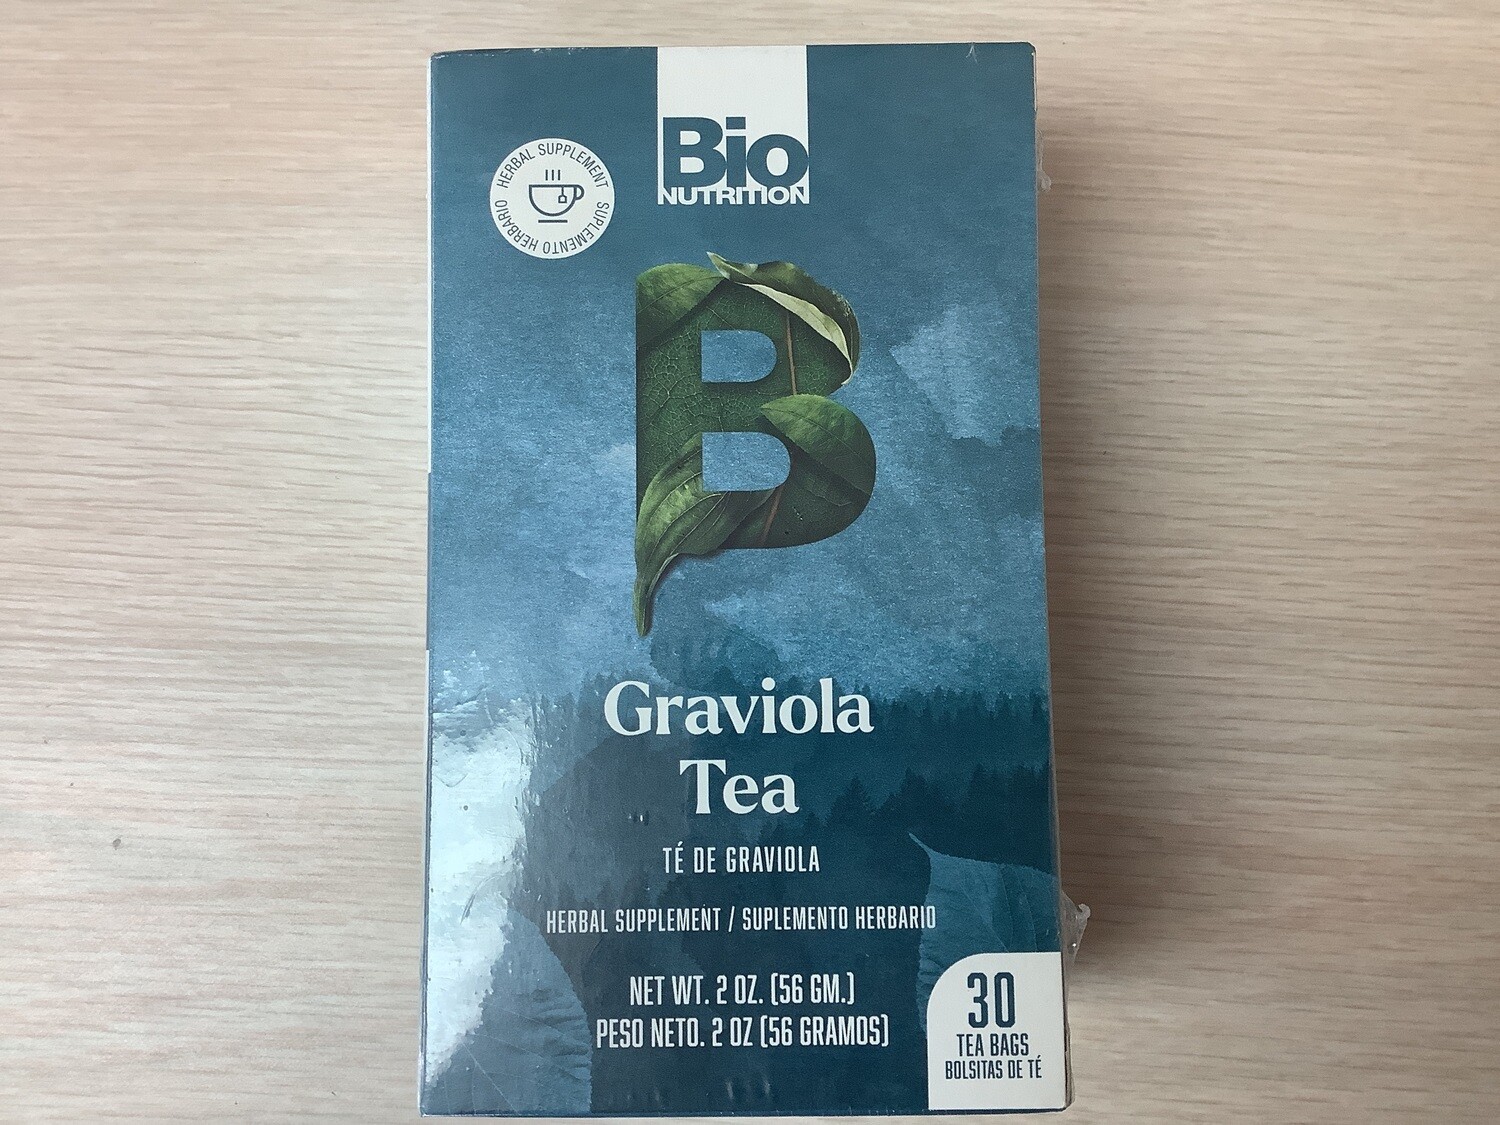 Bio
NUTRITION
HERBAL SUPPLEMENT
SUPLEMENTO HERBARIO
B
Graviola
Tea
TÉ DE GRAVIOLA
HERBAL SUPPLEMENT / SUPLEMENTO HERBARIO
NET WT. 2 OZ. (56 GM.)
PESO NETO. 2 OZ (56 GRAMOS)
30
TEA BAGS
BOLSITAS DE TÉ